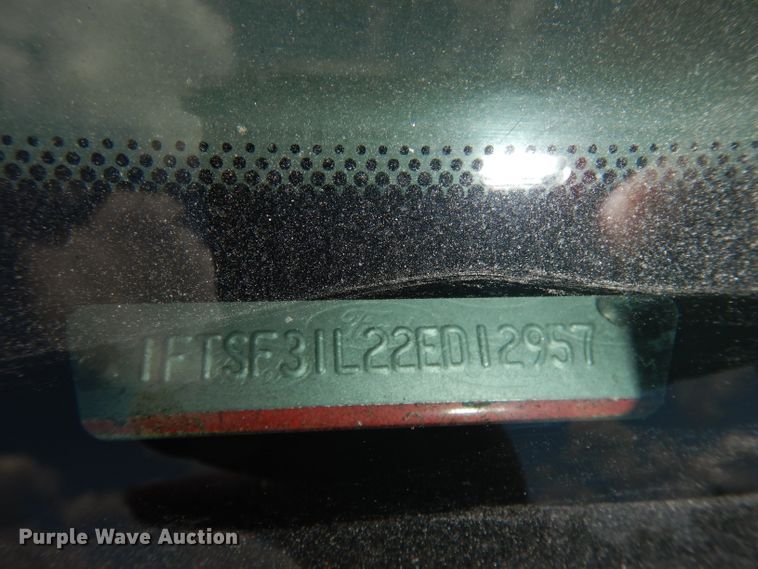 1FTSF31L22ED12957
Purple Wave Auction